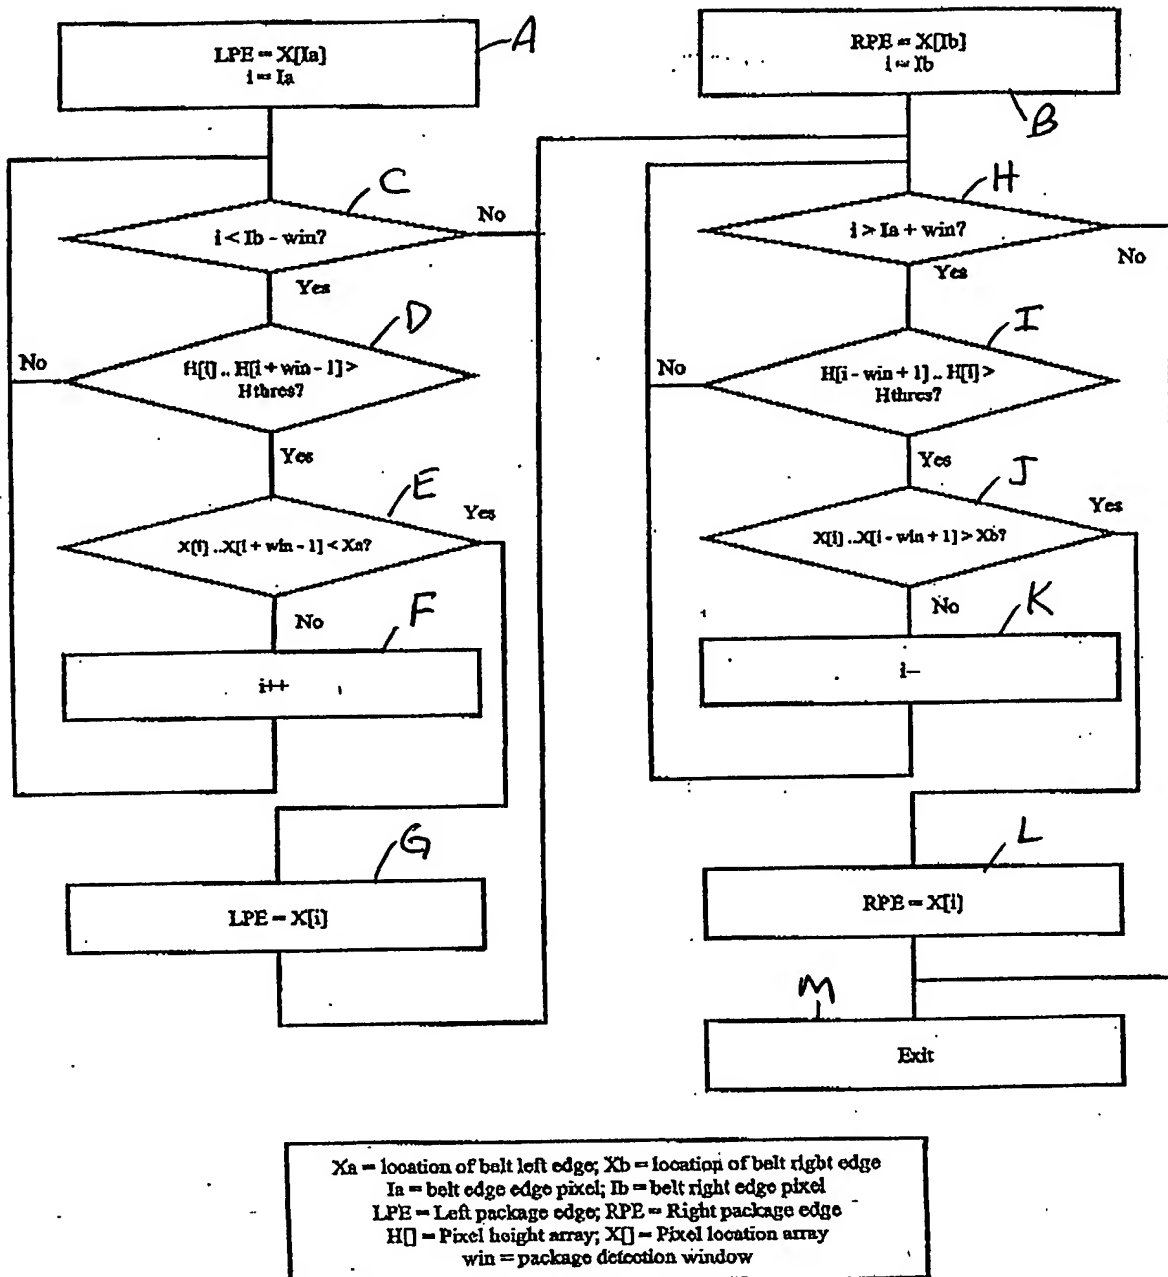 LPE = X[Ia]
i = Ia
A
C
i < Ib - win?
No
Yes
D
H[i] .. H[i + win - 1] >
Hthres?
No
Yes
E
X[i] ..X[i + win - 1] < Xa?
Yes
No
F
i++
G
LPE = X[i]
RPE = X[Ib]
i = Ib
B
H
i > Ia + win?
No
Yes
I
H[i - win + 1] .. H[i] >
Hthres?
No
Yes
J
X[i] ..X[i - win + 1] > Xb?
Yes
No
K
i–
L
RPE = X[i]
M
Exit
Xa = location of belt left edge; Xb = location of belt right edge
Ia = belt edge edge pixel; Ib = belt right edge pixel
LPE = Left package edge; RPE = Right package edge
H[] = Pixel height array; X[] = Pixel location array
win = package detection window